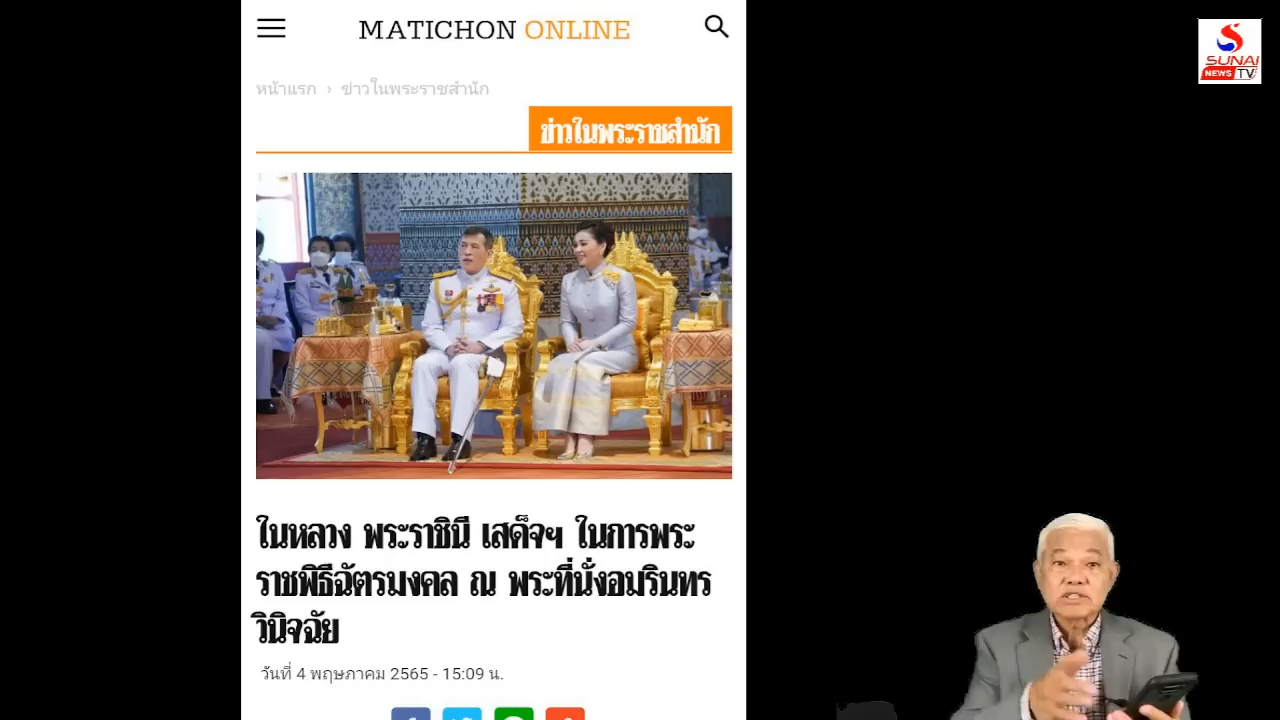 MATICHON ONLINE
SUNAI
NEWS TV
หน้าแรก › ข่าวในพระราชสำนัก
ข่าวในพระราชสำนัก
ในหลวง พระราชินี เสด็จฯ ในการพระ
ราชพิธีฉัตรมงคล ณ พระที่นั่งอมรินทร
วินิจฉัย
วันที่ 4 พฤษภาคม 2565 - 15:09 น.